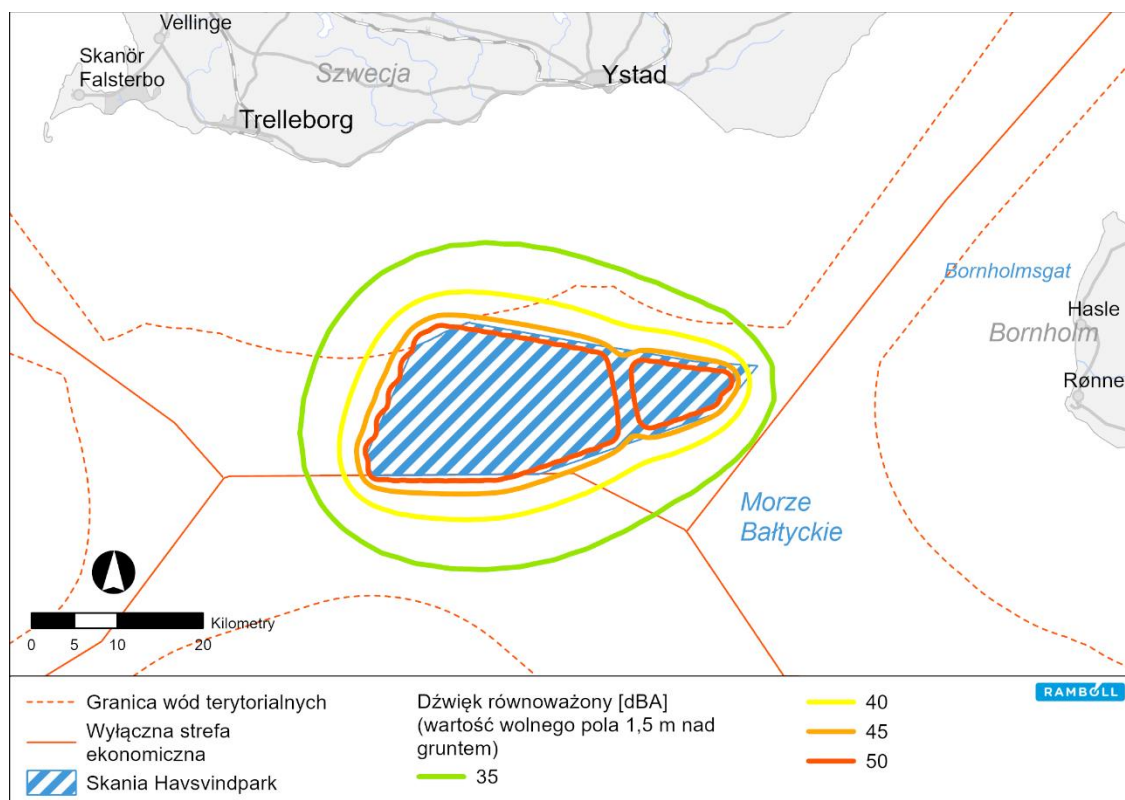 Vellinge
Skanör
Falsterbo
Szwecja
Ystad
Trelleborg
Bornholmsgat
Hasle
Bornholm
Rønne
Morze
Bałtyckie
Kilometry
0 5 10 20
Granica wód terytorialnych
Wyłączna strefa
ekonomiczna
Skania Havsvindpark
Dźwięk równoważony [dBA]
(wartość wolnego pola 1,5 m nad
gruntem)
35
40
45
50
RAMBOLL